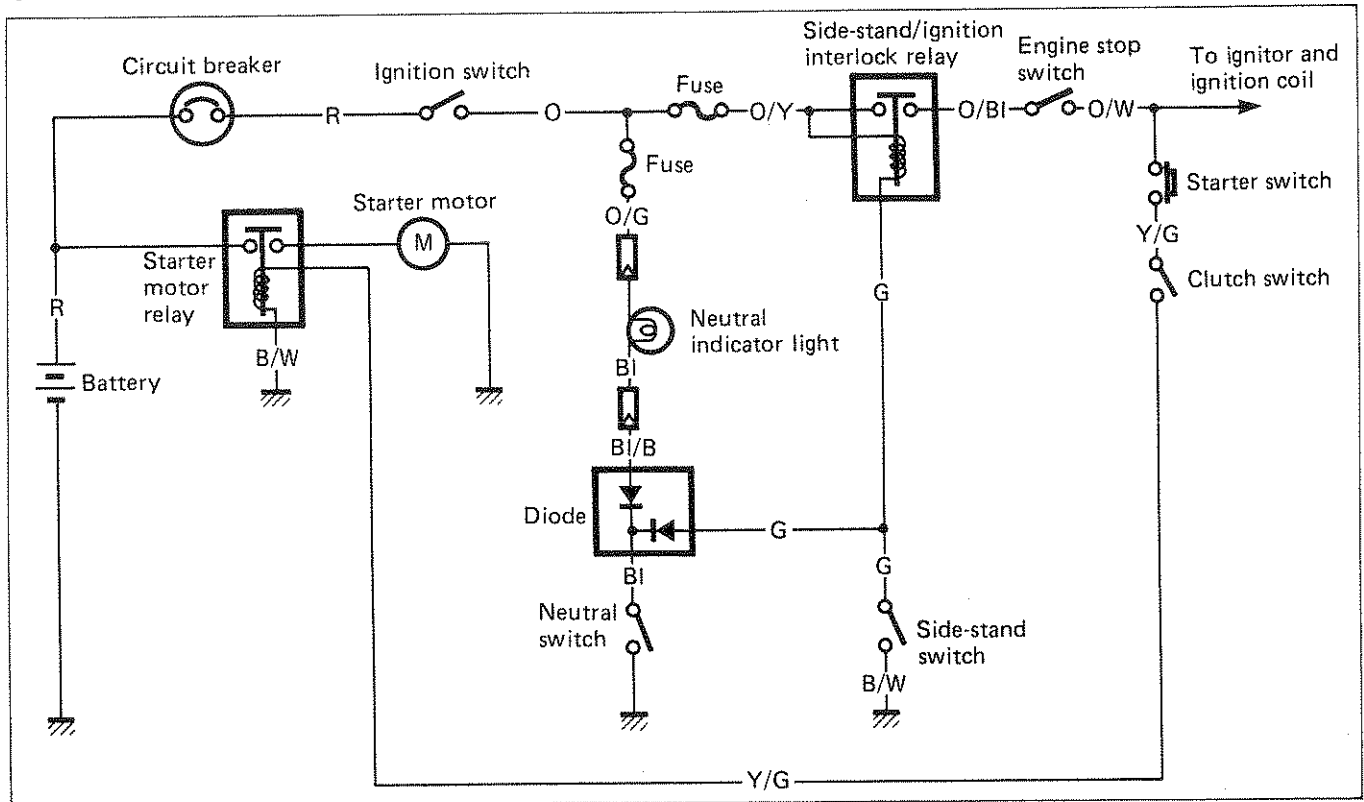 Circuit breaker
Ignition switch
Fuse
Side-stand/ignition
interlock relay
Engine stop
switch
To ignitor and
ignition coil
R
O
O/Y
O/Bl
O/W
Fuse
Starter switch
O/G
Y/G
Starter motor
M
Starter
motor
relay
Clutch switch
G
R
B/W
Neutral
indicator light
Bl
Battery
Bl/B
Diode
G
G
Bl
Neutral
switch
Side-stand
switch
B/W
Y/G